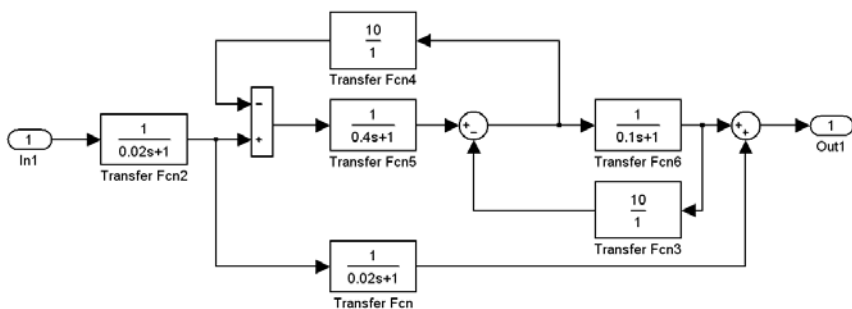 10
1
Transfer Fcn4
−
+
1
0.4s+1
Transfer Fcn5
+
−
1
0.1s+1
Transfer Fcn6
+
+
1
Out1
1
In1
1
0.02s+1
Transfer Fcn2
10
1
Transfer Fcn3
1
0.02s+1
Transfer Fcn